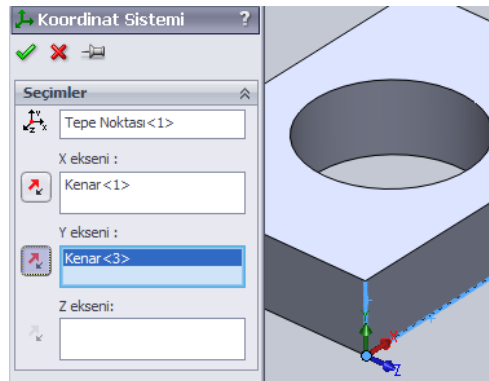 Koordinat Sistemi ?
Seçimler
Y
Z X
Tepe Noktası<1>
X ekseni :
Kenar<1>
Y ekseni :
Kenar<3>
Z ekseni:
Y
X
Z